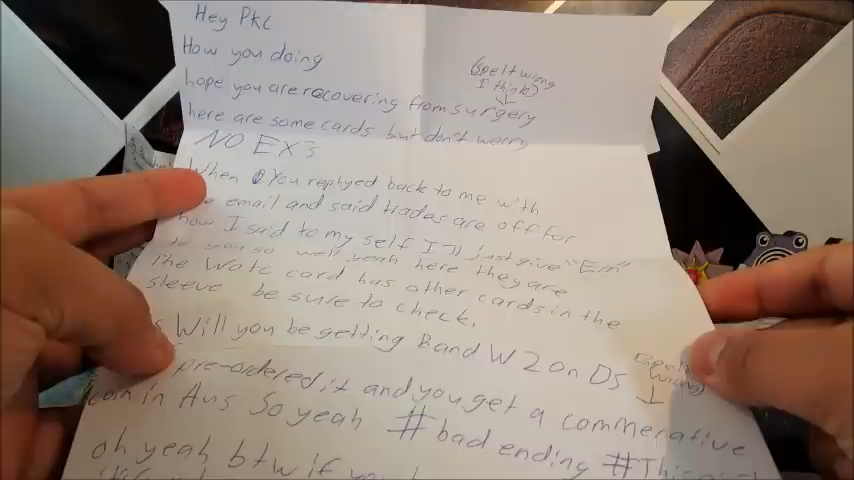 Hey Pkc
How you doing
(spelt wrong
I think)
hope you are recovering from surgery
here are some cards but don't worry
NO EX's
When you rephyed back to me with
email and said trades are off for
now I said to my self I'll just give "Em"
to you so well yeah here they are
The Wotc card has other cards in the
sleeve be sure to check.
Will you be getting B and W 2 on DS
Spelt
wrong
pre-ordered it and you get a commerative
coin in Aus So yeah # bad ending #This
oh yeah btw if you